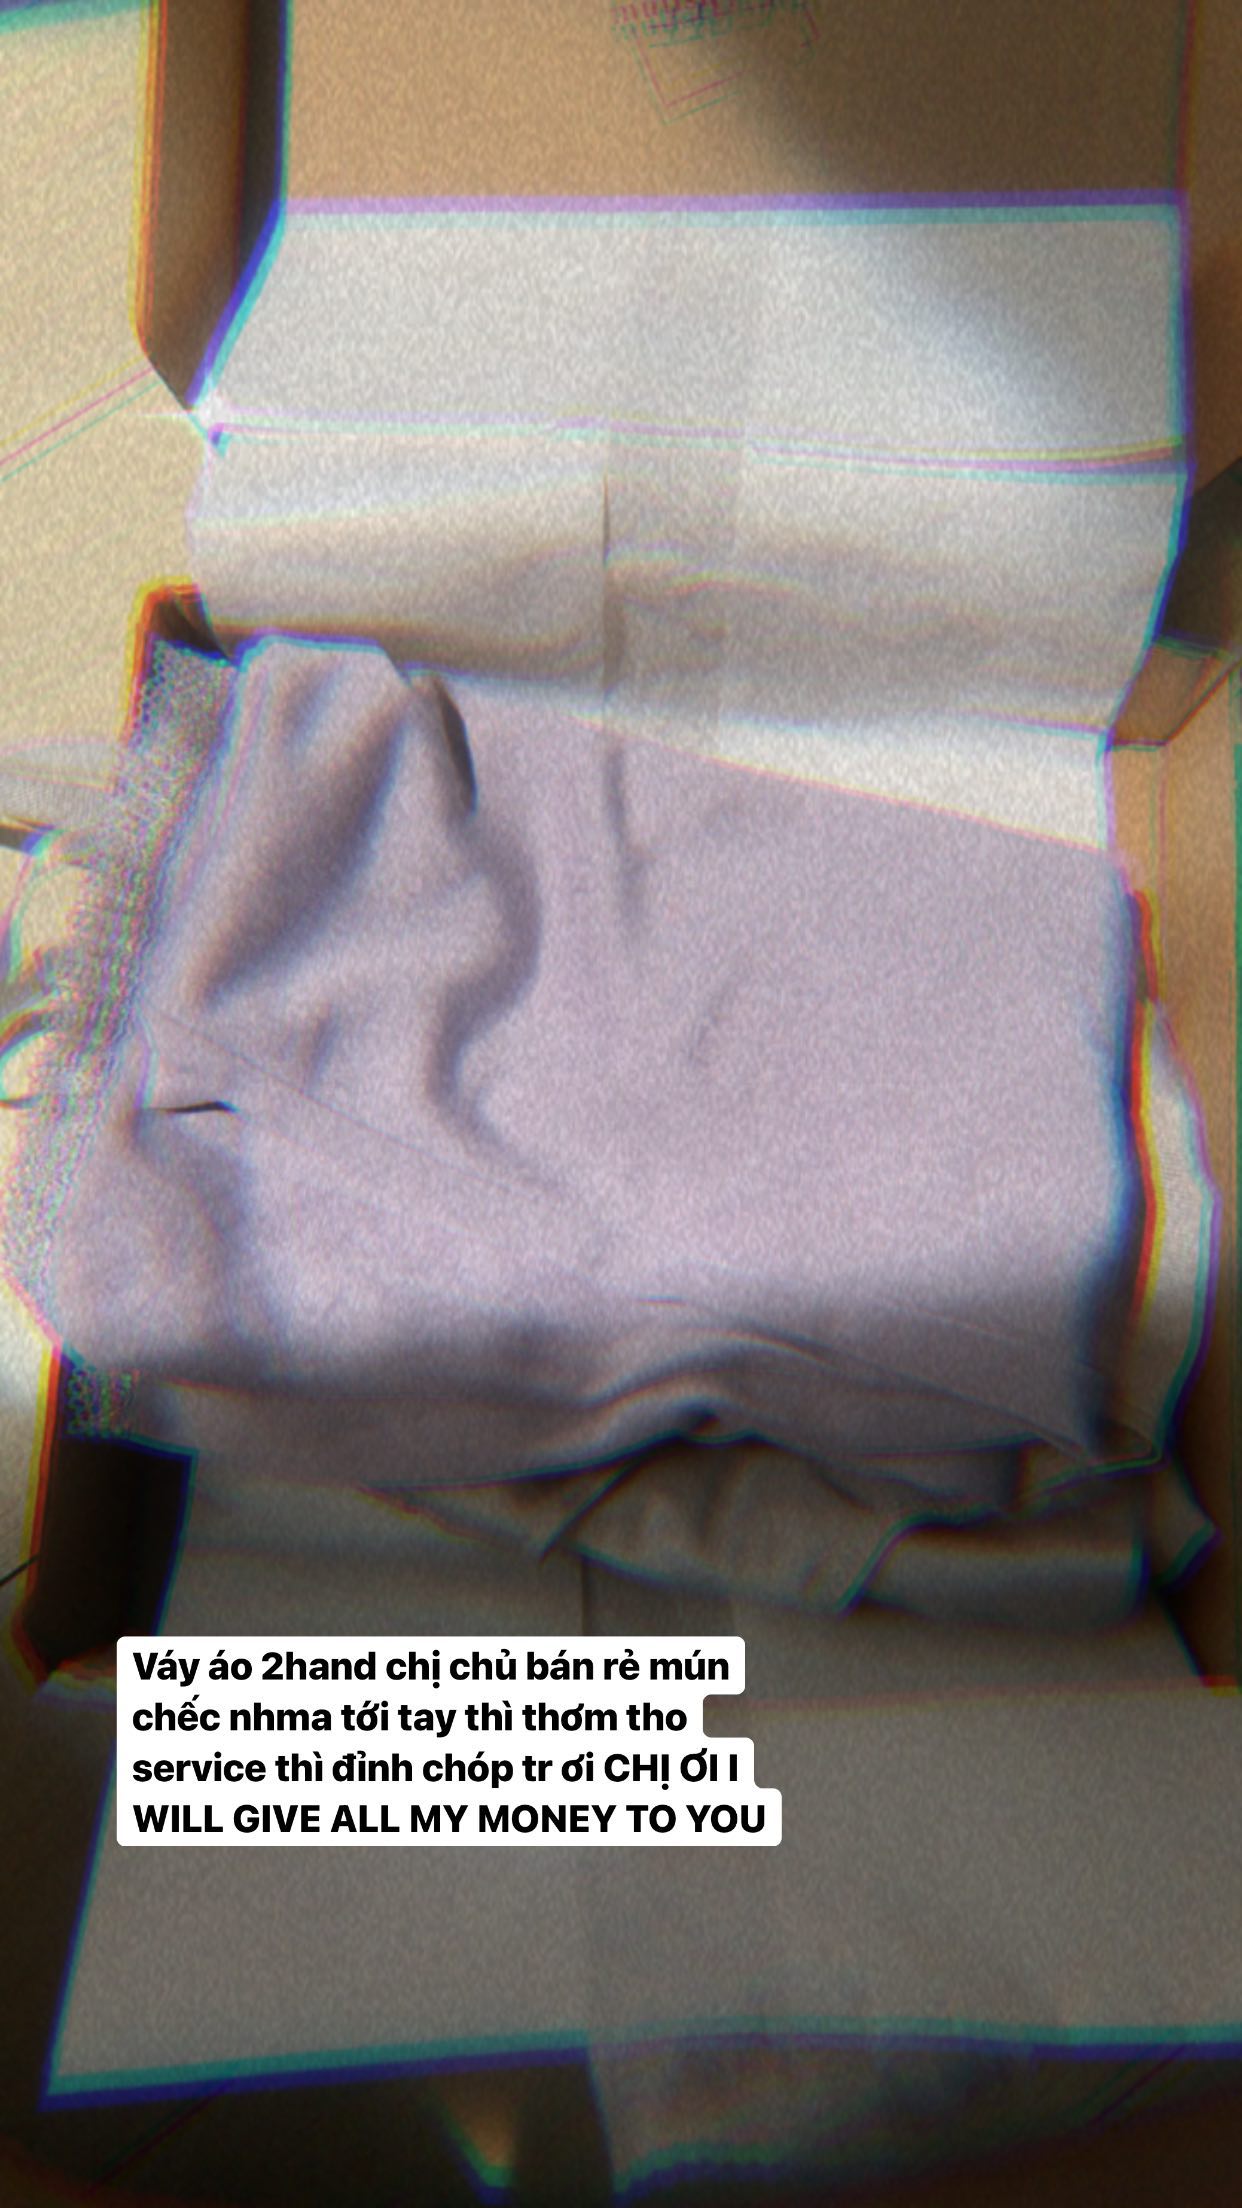 Váy áo 2hand chị chủ bán rẻ mún
chếc nhma tới tay thì thơm tho
service thì đỉnh chóp tr ơi CHỊ ƠI I
WILL GIVE ALL MY MONEY TO YOU